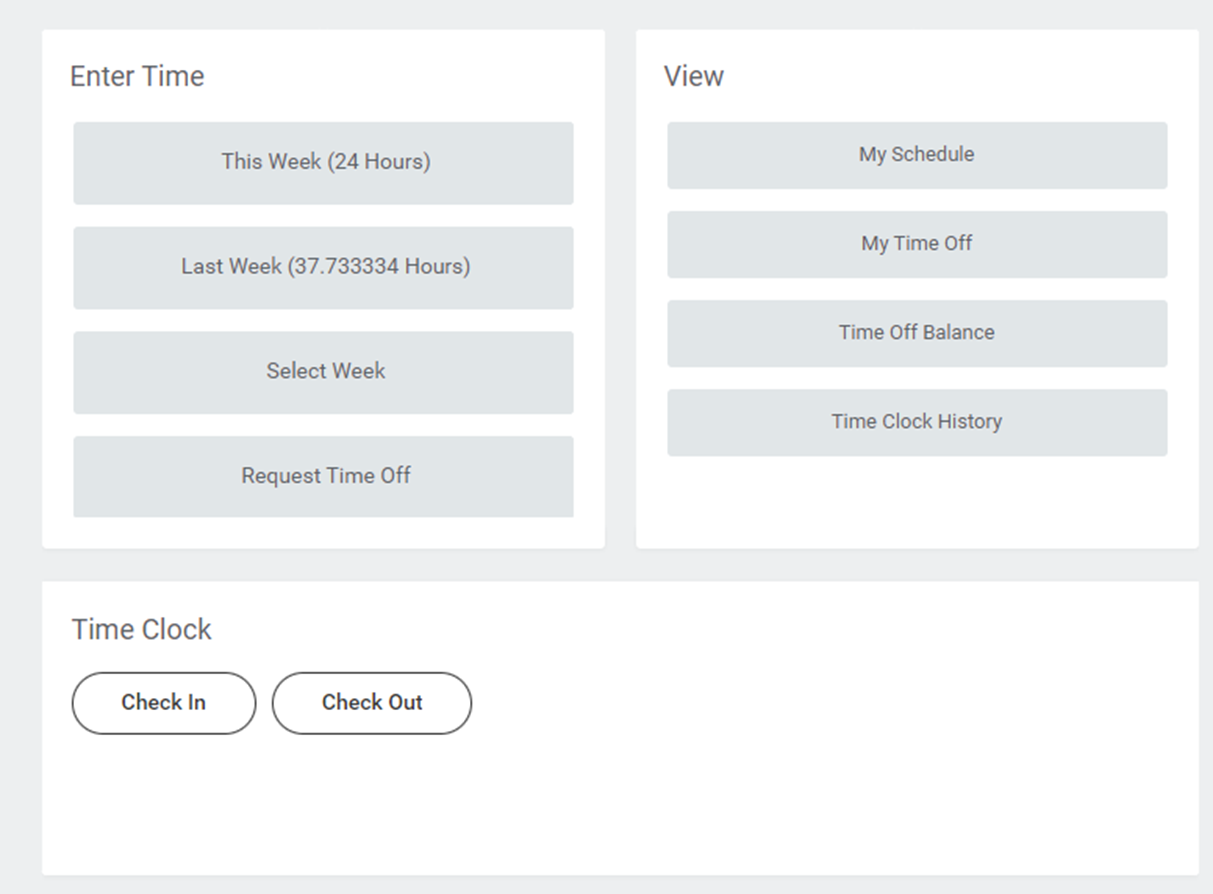 Enter Time
This Week (24 Hours)
Last Week (37.733334 Hours)
Select Week
Request Time Off
View
My Schedule
My Time Off
Time Off Balance
Time Clock History
Time Clock
Check In
Check Out